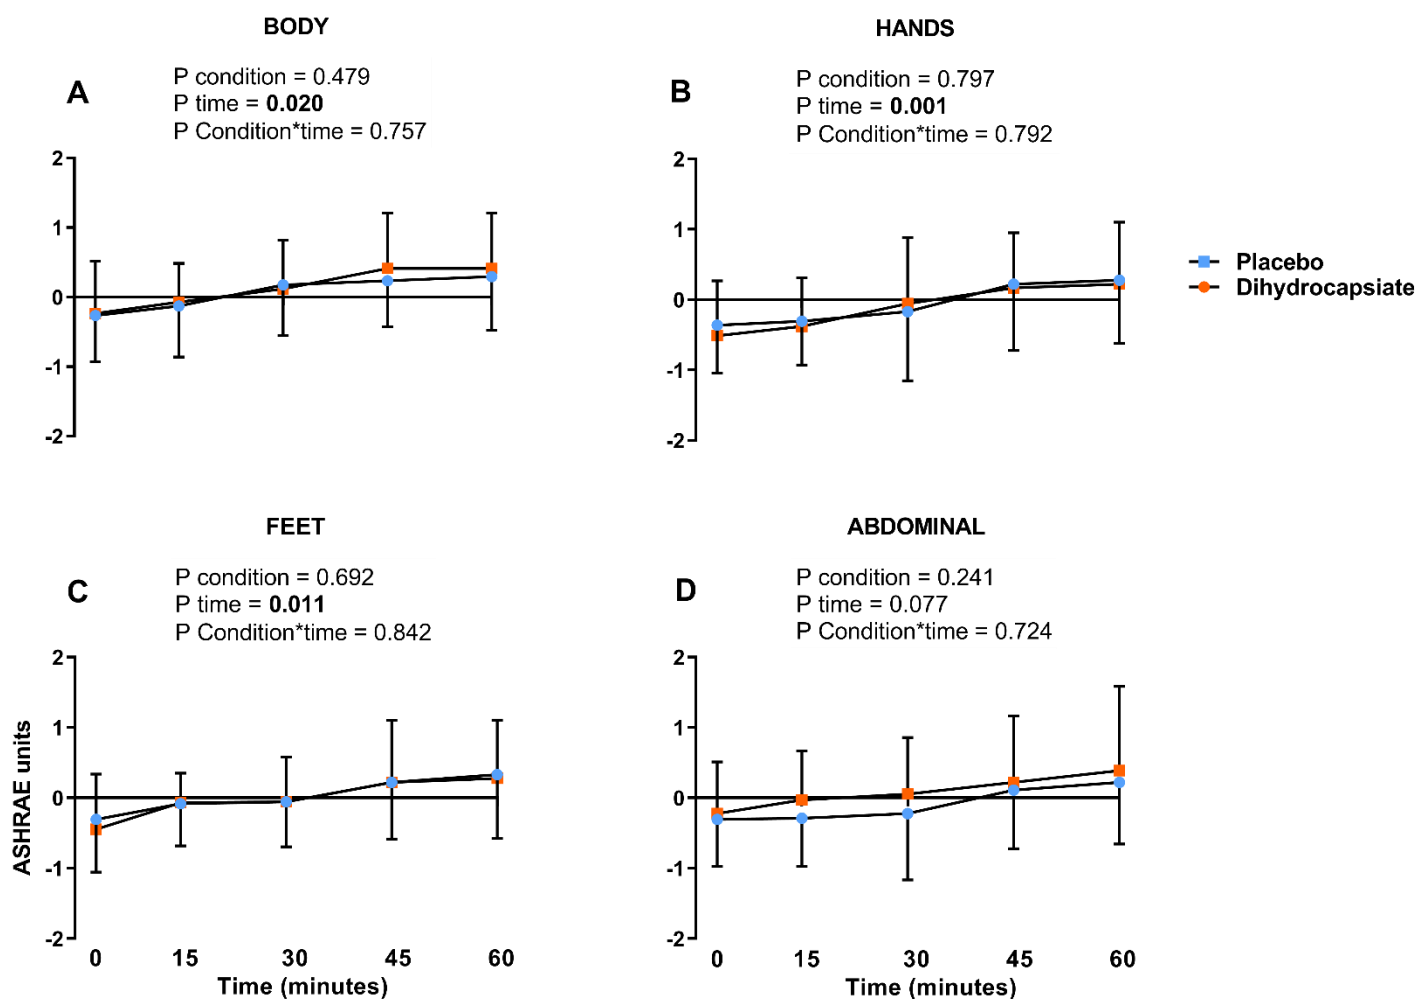 BODY
A
P condition = 0.479
P time = 0.020
P Condition*time = 0.757
2
1
0
-1
-2
HANDS
B
P condition = 0.797
P time = 0.001
P Condition*time = 0.792
2
1
0
-1
-2
Placebo
Dihydrocapsiate
FEET
C
P condition = 0.692
P time = 0.011
P Condition*time = 0.842
ASHRAE units
2
1
0
-1
-2
0 15 30 45 60
Time (minutes)
ABDOMINAL
D
P condition = 0.241
P time = 0.077
P Condition*time = 0.724
2
1
0
-1
-2
0 15 30 45 60
Time (minutes)